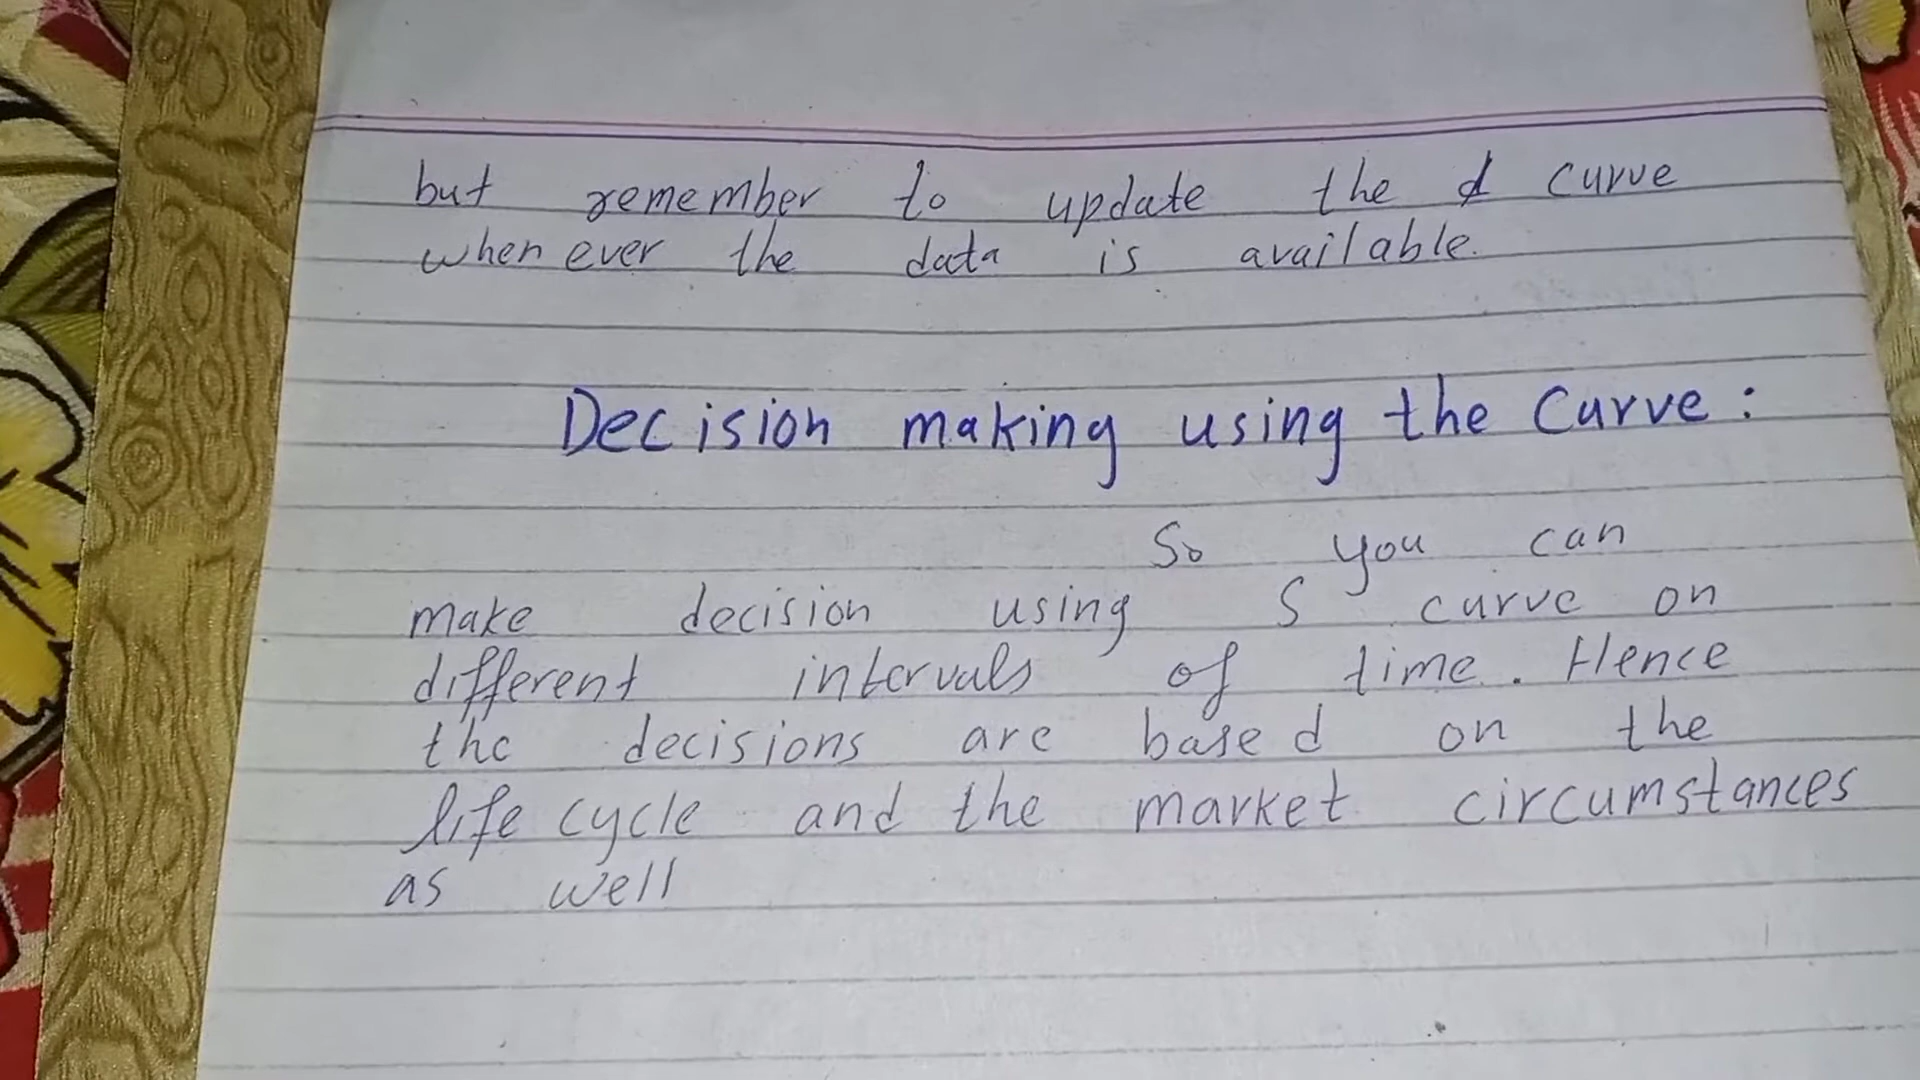 but remember to update the curve
when ever the data is available.
Decision making using the Curve:
So you can
make decision using S curve on
different intervals of time. Hence
the decisions are based on the
life cycle and the market circumstances
as well